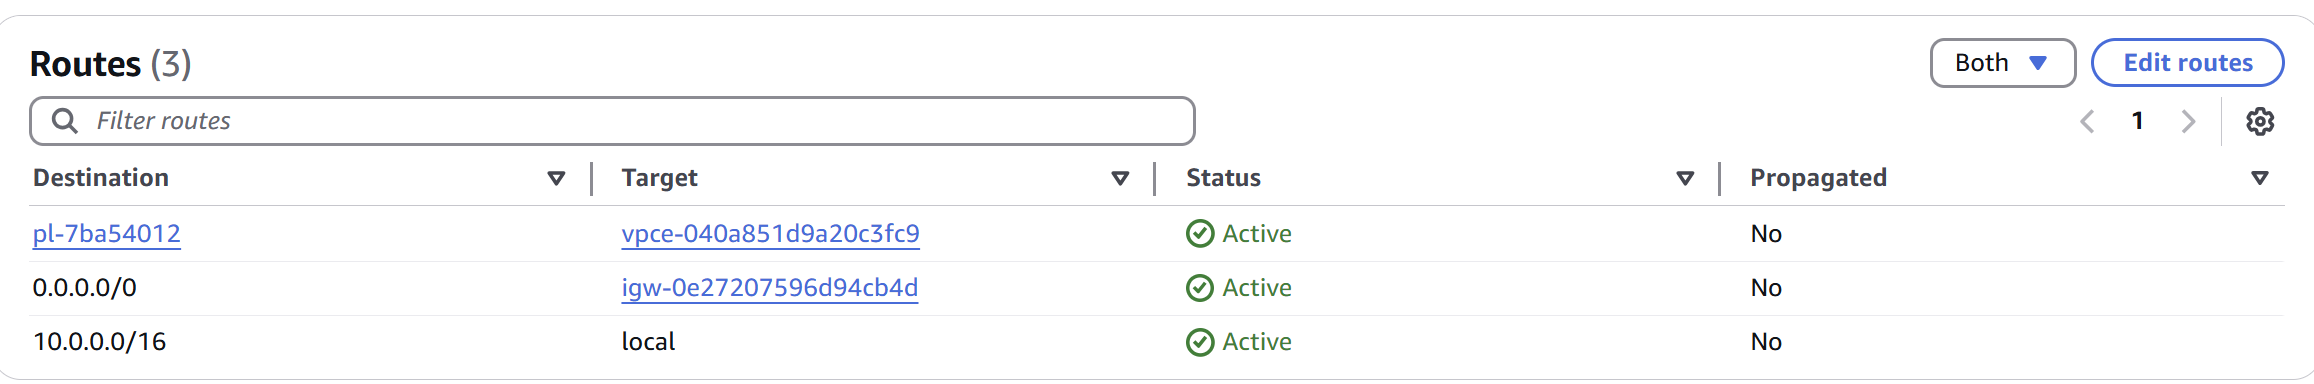 Routes (3)
Both
Edit routes
Filter routes
1
Destination Target Status Propagated
pl-7ba54012 vpce-040a851d9a20c3fc9 Active No
0.0.0.0/0 igw-0e27207596d94cb4d Active No
10.0.0.0/16 local Active No